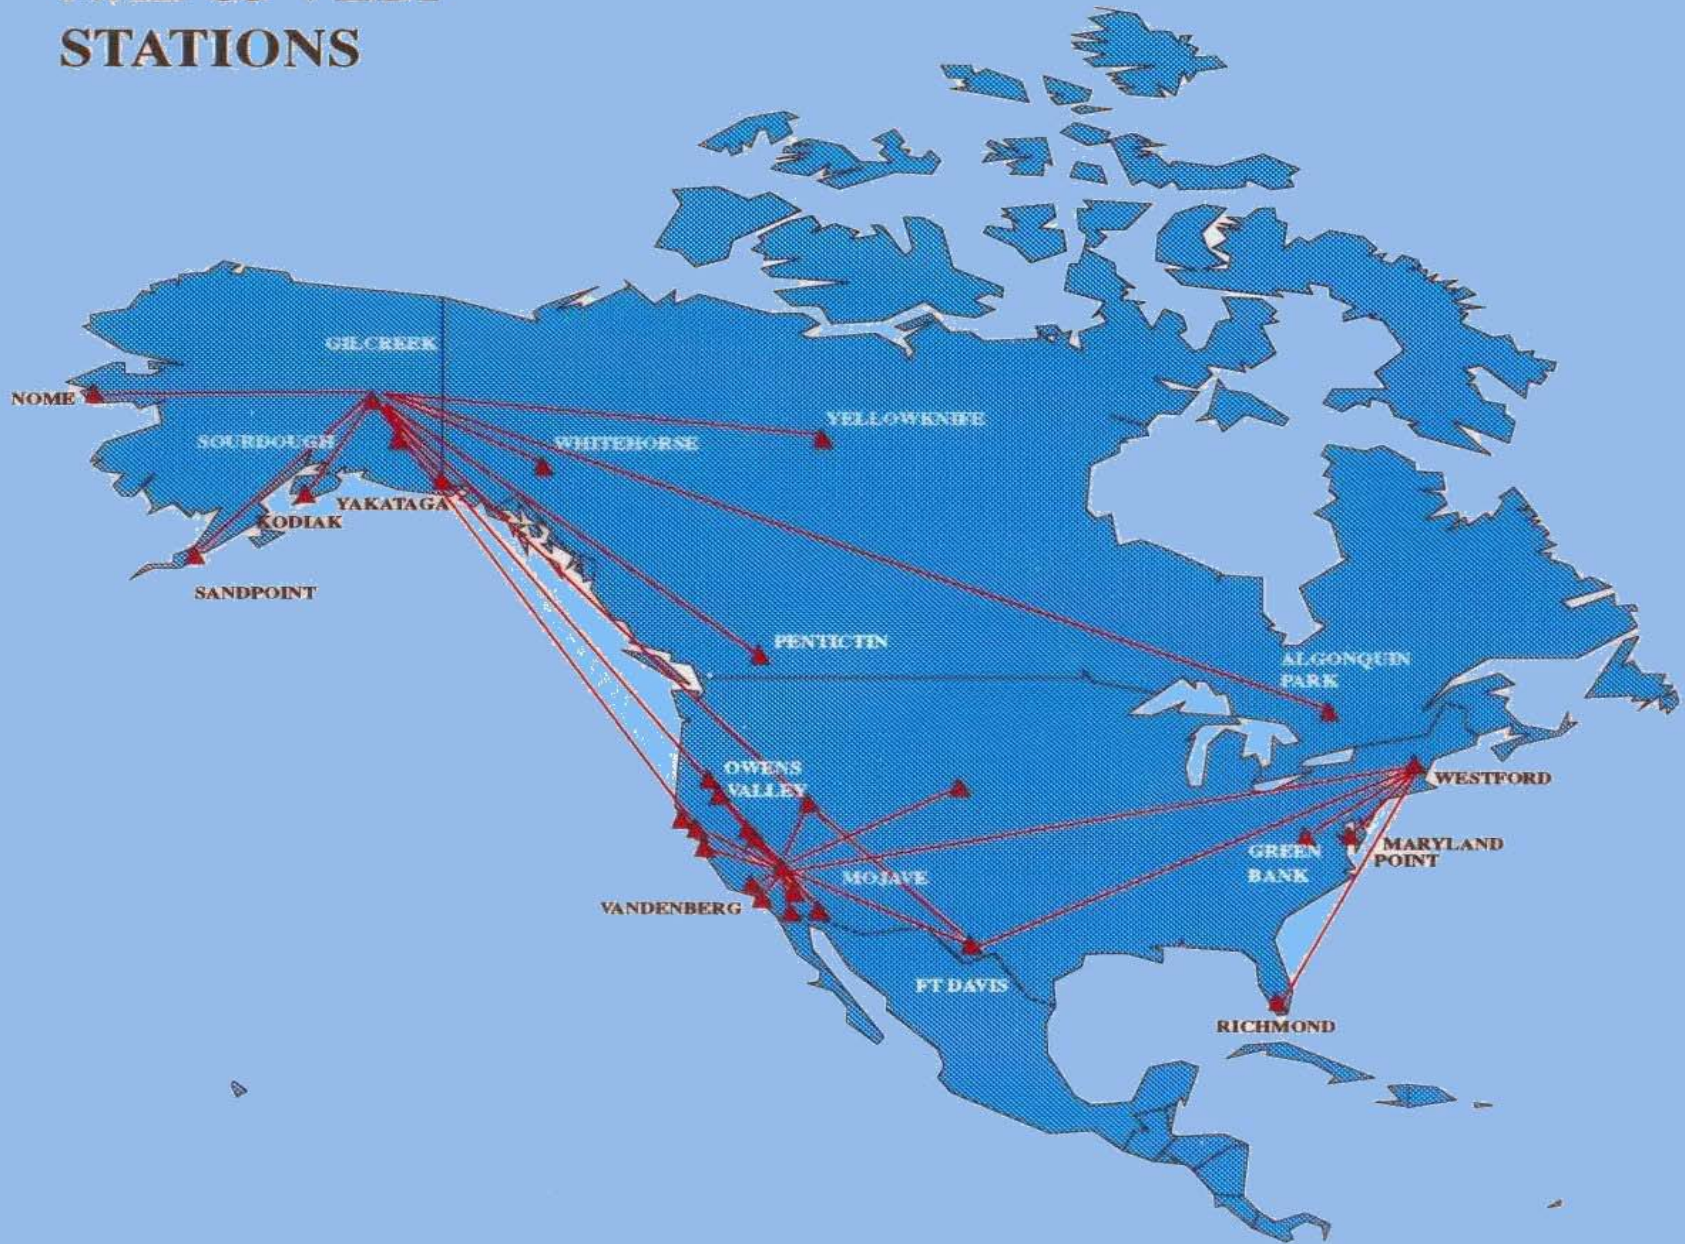 STATIONS
GILCREEK
NOME
YELLOWKNIFE
SOURDOUGH
WHITEHORSE
YAKATAGA
KODIAK
SANDPOINT
PENTICTIN
ALGONQUIN
PARK
OWENS
VALLEY
WESTFORD
GREEN
BANK
MARYLAND
POINT
MOJAVE
VANDENBERG
FT DAVIS
RICHMOND